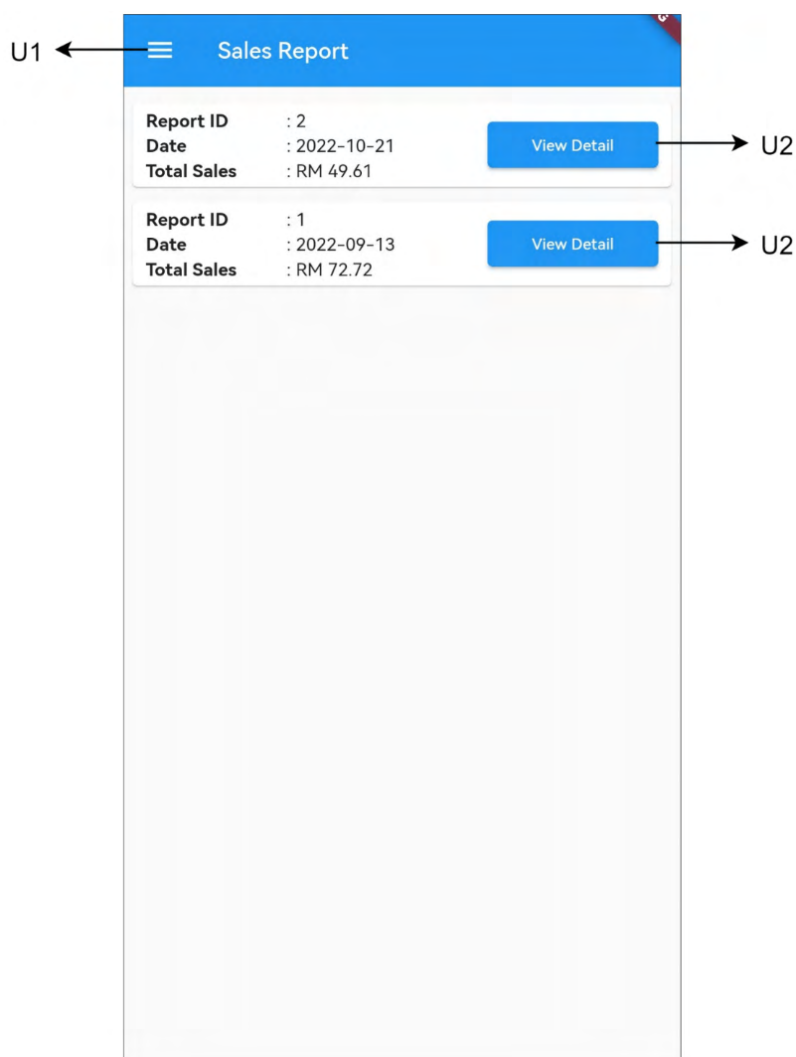 U1
Sales Report
Report ID : 2
Date : 2022-10-21
Total Sales : RM 49.61
View Detail
U2
Report ID : 1
Date : 2022-09-13
Total Sales : RM 72.72
View Detail
U2